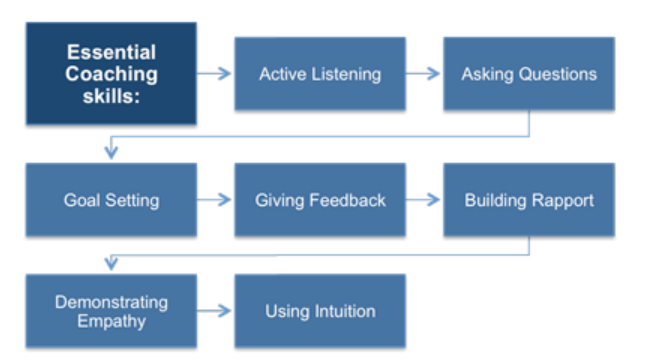 Essential
Coaching
skills:
Active Listening
Asking Questions
Goal Setting
Giving Feedback
Building Rapport
Demonstrating
Empathy
Using Intuition